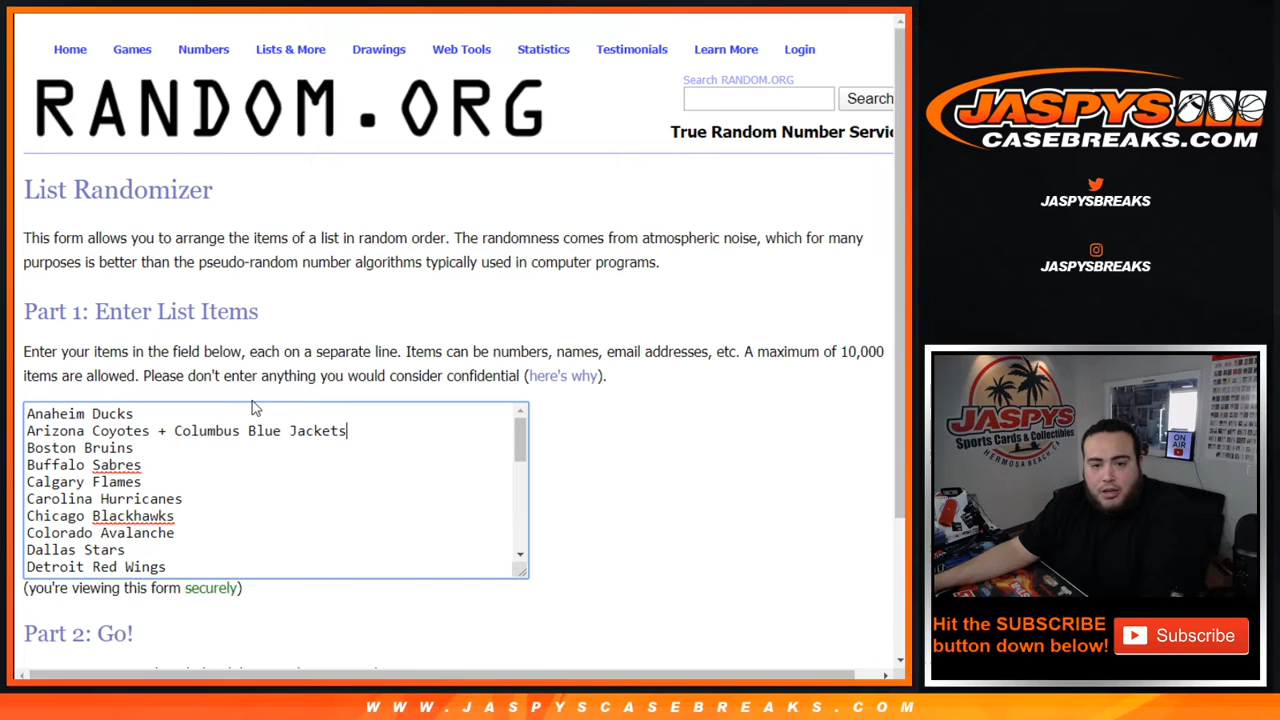 Home Games Numbers Lists & More Drawings Web Tools Statistics Testimonials Learn More Login
RANDOM.ORG
Search RANDOM.ORG
Search
True Random Number Servic
List Randomizer
This form allows you to arrange the items of a list in random order. The randomness comes from atmospheric noise, which for many
purposes is better than the pseudo-random number algorithms typically used in computer programs.
Part 1: Enter List Items
Enter your items in the field below, each on a separate line. Items can be numbers, names, email addresses, etc. A maximum of 10,000
items are allowed. Please don't enter anything you would consider confidential (here's why).
Anaheim Ducks
Arizona Coyotes + Columbus Blue Jackets
Boston Bruins
Buffalo Sabres
Calgary Flames
Carolina Hurricanes
Chicago Blackhawks
Colorado Avalanche
Dallas Stars
Detroit Red Wings
(you're viewing this form securely)
Part 2: Go!
JASPYS
CASEBREAKS.COM
JASPYSBREAKS
JASPYSBREAKS
JASPYS
Sports Cards & Collectibles
HERMOSA BEACH CA
ON AIR
Hit the SUBSCRIBE
button down below!
Subscribe
WWW.JASPYSCASEBREAKS.COM